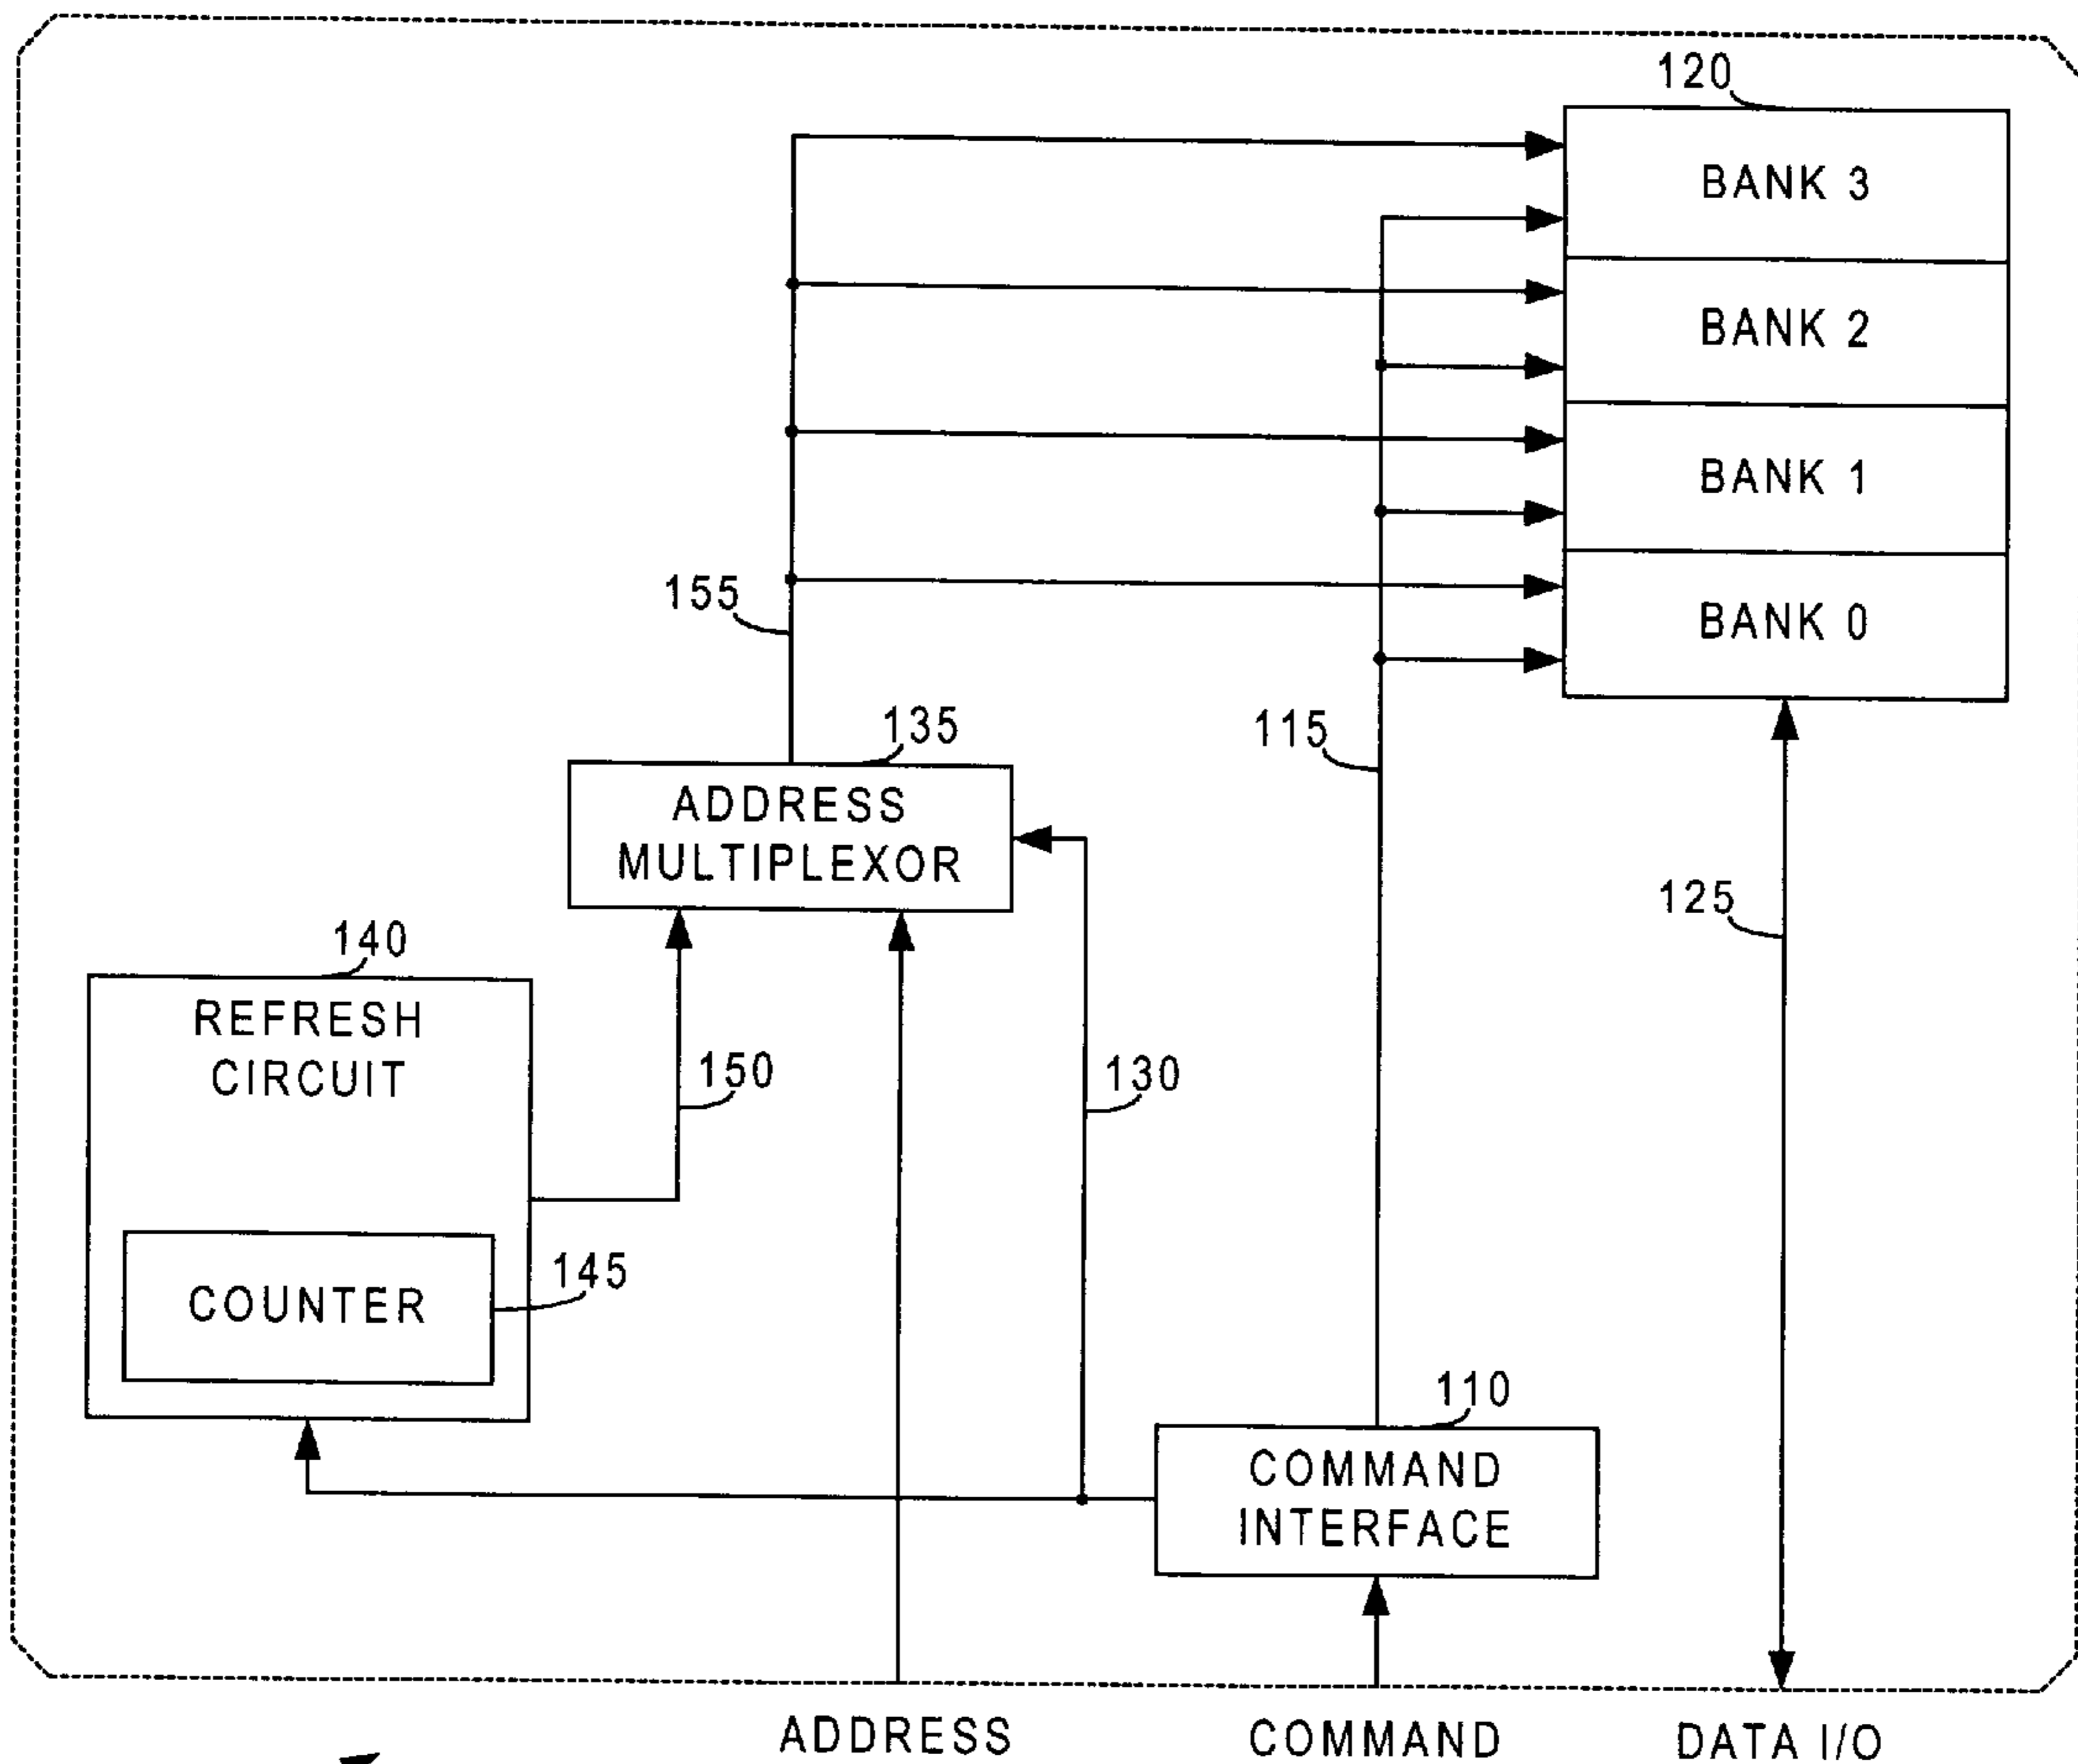 120
BANK 3
BANK 2
BANK 1
BANK 0
155
135
115
ADDRESS
MULTIPLEXOR
125
140
REFRESH
CIRCUIT
150
130
145
COUNTER
110
COMMAND
INTERFACE
ADDRESS
COMMAND
DATA I/O